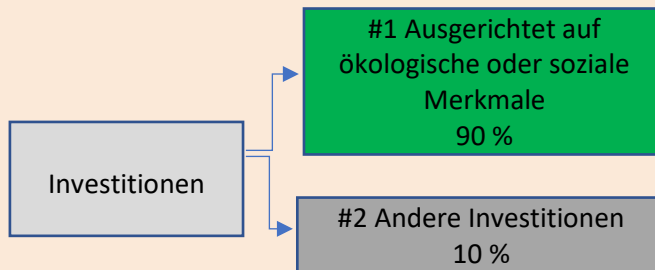 Investitionen
#1 Ausgerichtet auf
ökologische oder soziale
Merkmale
90 %
#2 Andere Investitionen
10 %